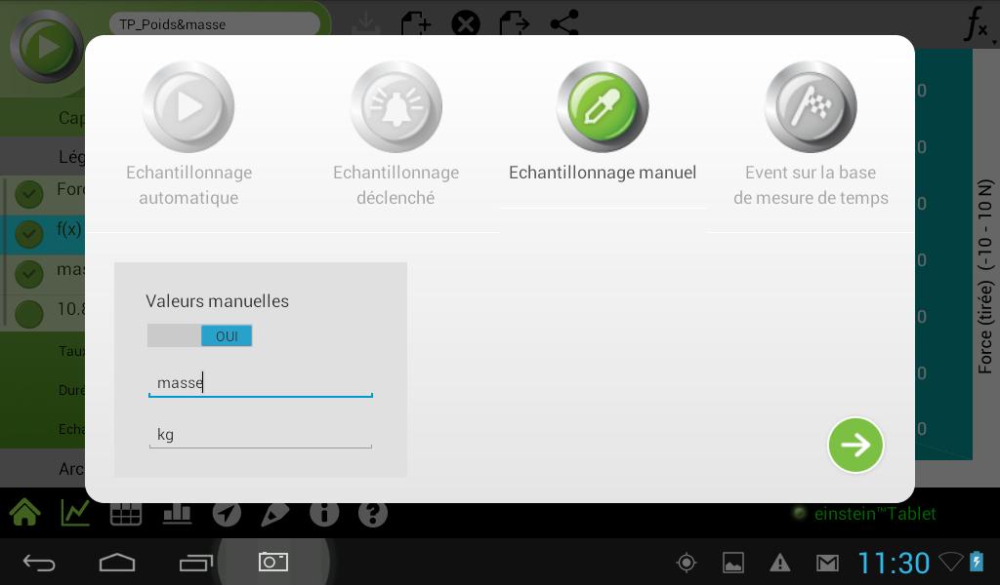 TP_Poids&masse
fx
Echantillonnage
automatique
Echantillonnage
déclenché
Echantillonnage manuel
Event sur la base
de mesure de temps
Cap
Lég
Forc
f(x)
mas
10.8
Taux
Duré
Echa
Arc
Valeurs manuelles
OUI
masse
kg
0
0
0
0
0
0
0
Force (tirée) (-10 - 10 N)
einstein™Tablet
11:30